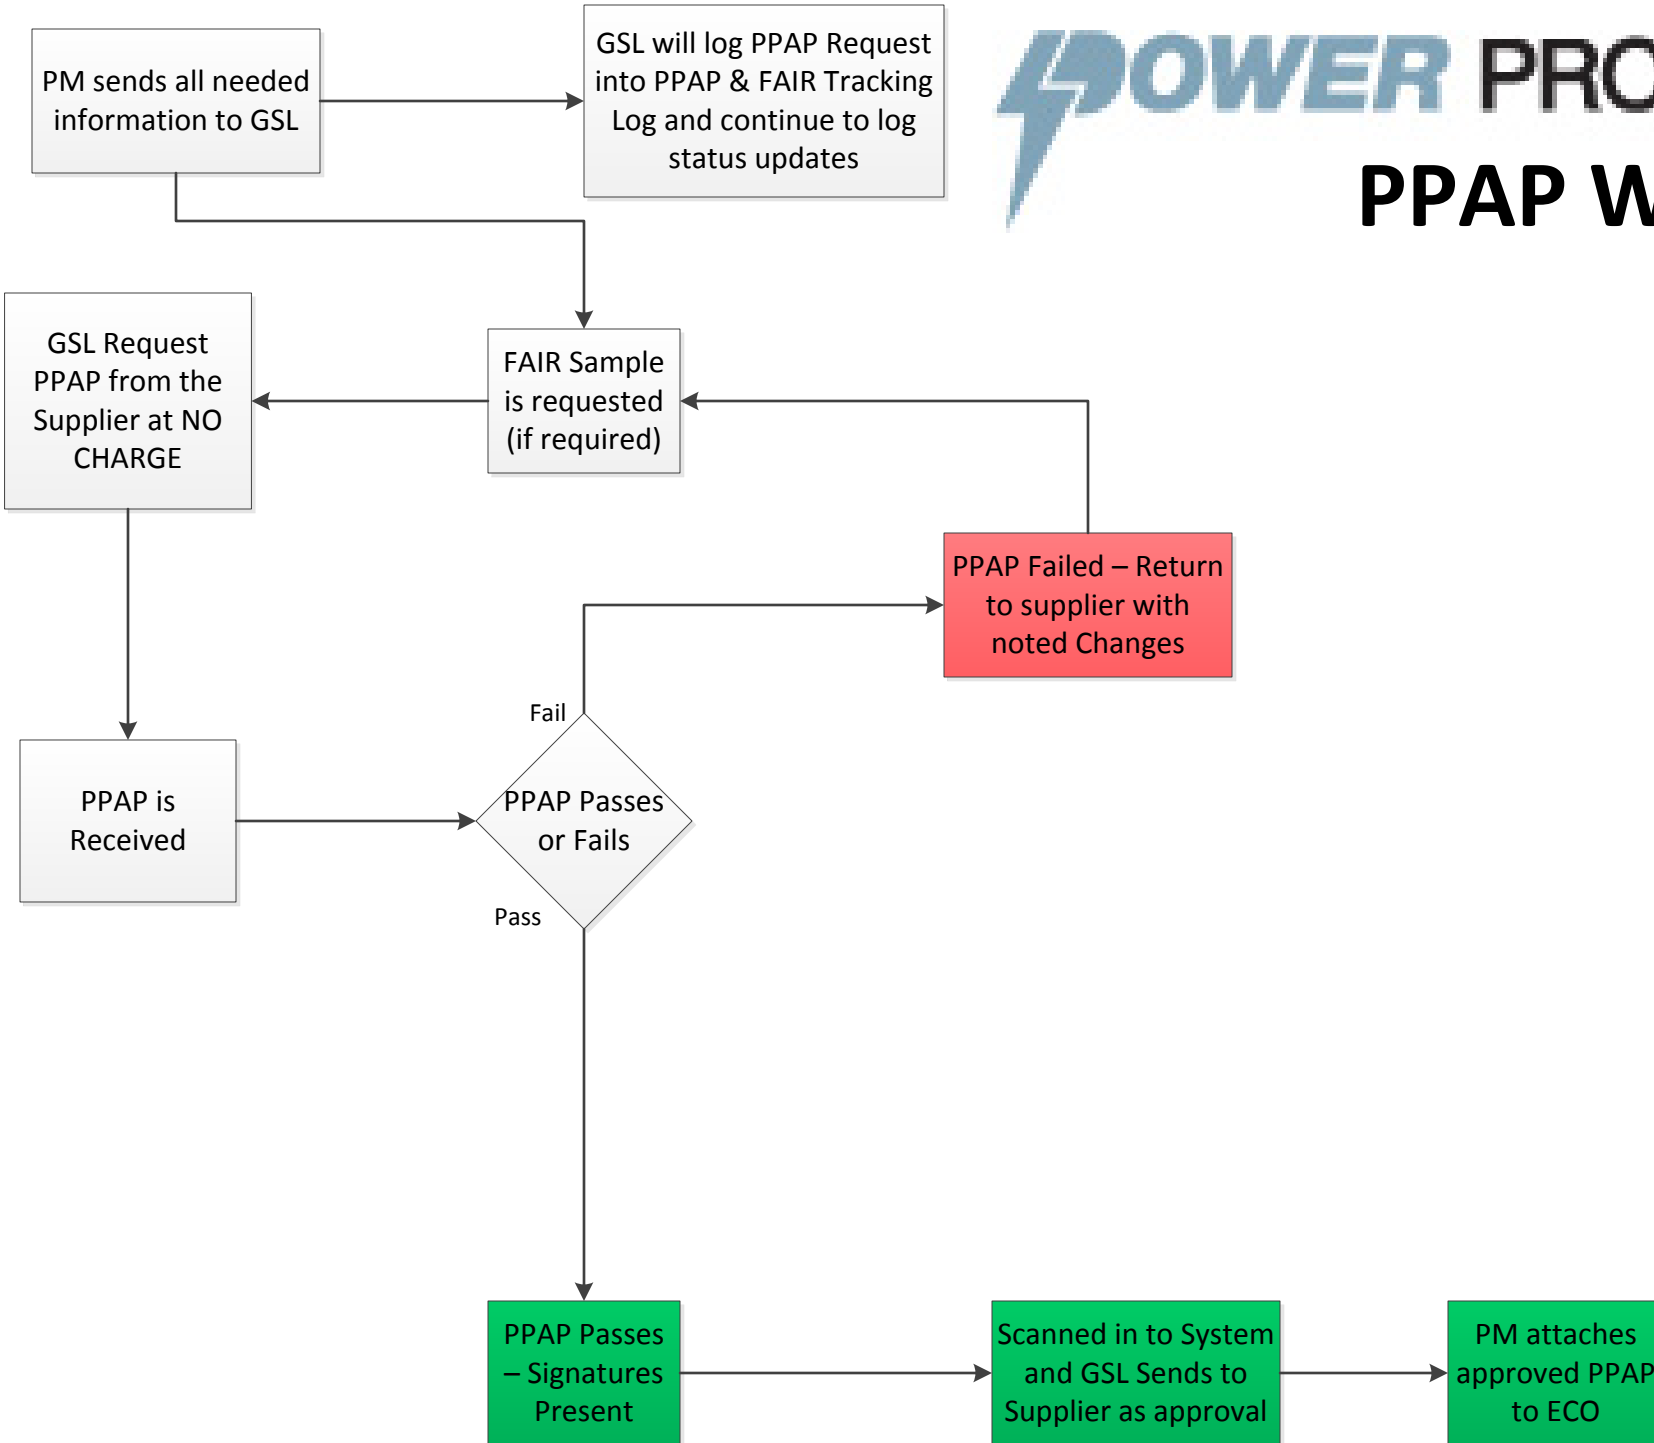 PM sends all needed
information to GSL
GSL will log PPAP Request
into PPAP & FAIR Tracking
Log and continue to log
status updates
POWER PRO
PPAP W
GSL Request
PPAP from the
Supplier at NO
CHARGE
FAIR Sample
is requested
(if required)
PPAP Failed – Return
to supplier with
noted Changes
Fail
PPAP is
Received
PPAP Passes
or Fails
Pass
PPAP Passes
– Signatures
Present
Scanned in to System
and GSL Sends to
Supplier as approval
PM attaches
approved PPAP
to ECO